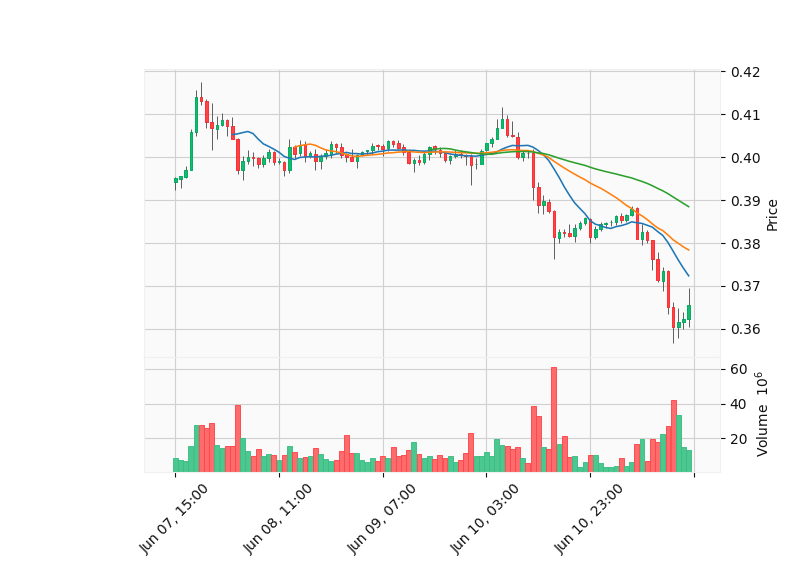 0.42
0.41
0.40
0.39
0.38
0.37
0.36
Price
60
40
20
Volume 10⁶
Jun 07, 15:00
Jun 08, 11:00
Jun 09, 07:00
Jun 10, 03:00
Jun 10, 23:00